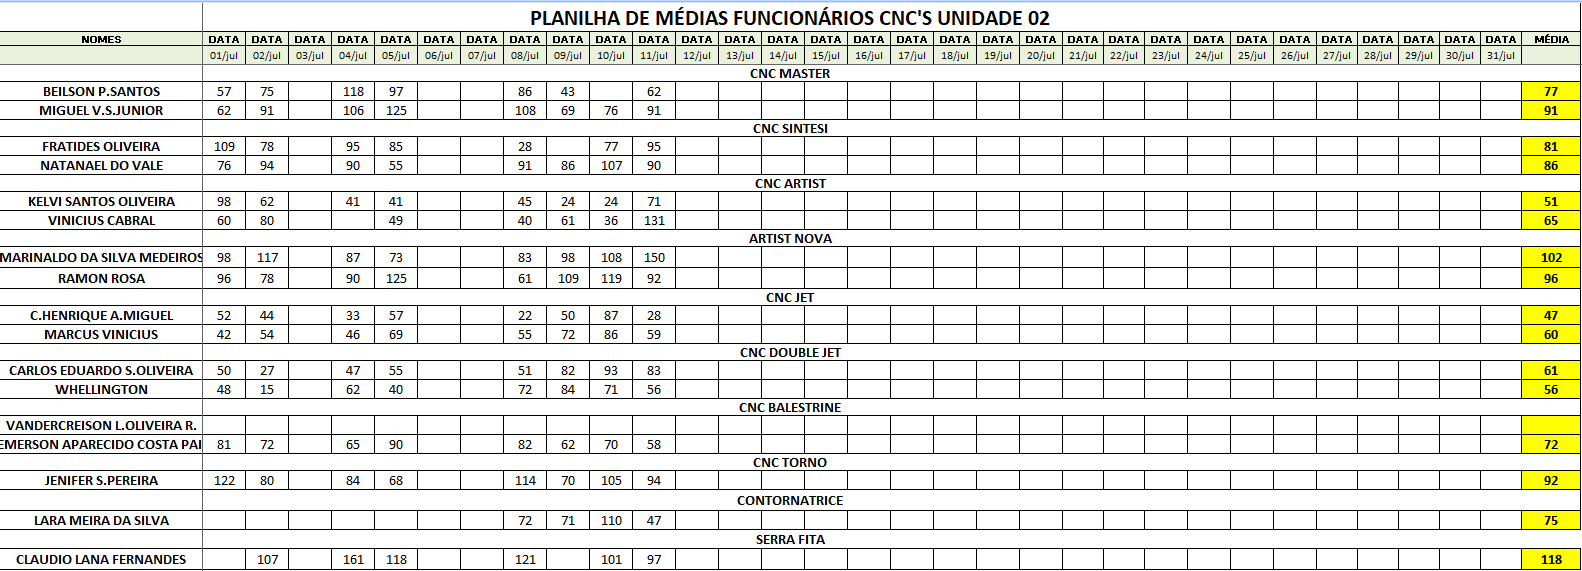 PLANILHA DE MÉDIAS FUNCIONÁRIOS CNC'S UNIDADE 02
NOMES DATA DATA DATA DATA DATA DATA DATA DATA DATA DATA DATA DATA DATA DATA DATA DATA DATA DATA DATA DATA DATA DATA DATA DATA DATA DATA DATA DATA DATA DATA DATA MÉDIA
01/jul 02/jul 03/jul 04/jul 05/jul 06/jul 07/jul 08/jul 09/jul 10/jul 11/jul 12/jul 13/jul 14/jul 15/jul 16/jul 17/jul 18/jul 19/jul 20/jul 21/jul 22/jul 23/jul 24/jul 25/jul 26/jul 27/jul 28/jul 29/jul 30/jul 31/jul
CNC MASTER
BEILSON P.SANTOS 57 75 118 97 86 43 62 77
MIGUEL V.S.JUNIOR 62 91 106 125 108 69 76 91 91
CNC SINTESI
FRATIDES OLIVEIRA 109 78 95 85 28 77 95 81
NATANAEL DO VALE 76 94 90 55 91 86 107 90 86
CNC ARTIST
KELVI SANTOS OLIVEIRA 98 62 41 41 45 24 24 71 51
VINICIUS CABRAL 60 80 49 40 61 36 131 65
ARTIST NOVA
MARINALDO DA SILVA MEDEIROS 98 117 87 73 83 98 108 150 102
RAMON ROSA 96 78 90 125 61 109 119 92 96
CNC JET
C.HENRIQUE A.MIGUEL 52 44 33 57 22 50 87 28 47
MARCUS VINICIUS 42 54 46 69 55 72 86 59 60
CNC DOUBLE JET
CARLOS EDUARDO S.OLIVEIRA 50 27 47 55 51 82 93 83 61
WHELLINGTON 48 15 62 40 72 84 71 56 56
CNC BALESTRINE
VANDERCREISON L.OLIVEIRA R.
EMERSON APARECIDO COSTA PAI 81 72 65 90 82 62 70 58 72
CNC TORNO
JENIFER S.PEREIRA 122 80 84 68 114 70 105 94 92
CONTORNATRICE
LARA MEIRA DA SILVA 72 71 110 47 75
SERRA FITA
CLAUDIO LANA FERNANDES 107 161 118 121 101 97 118